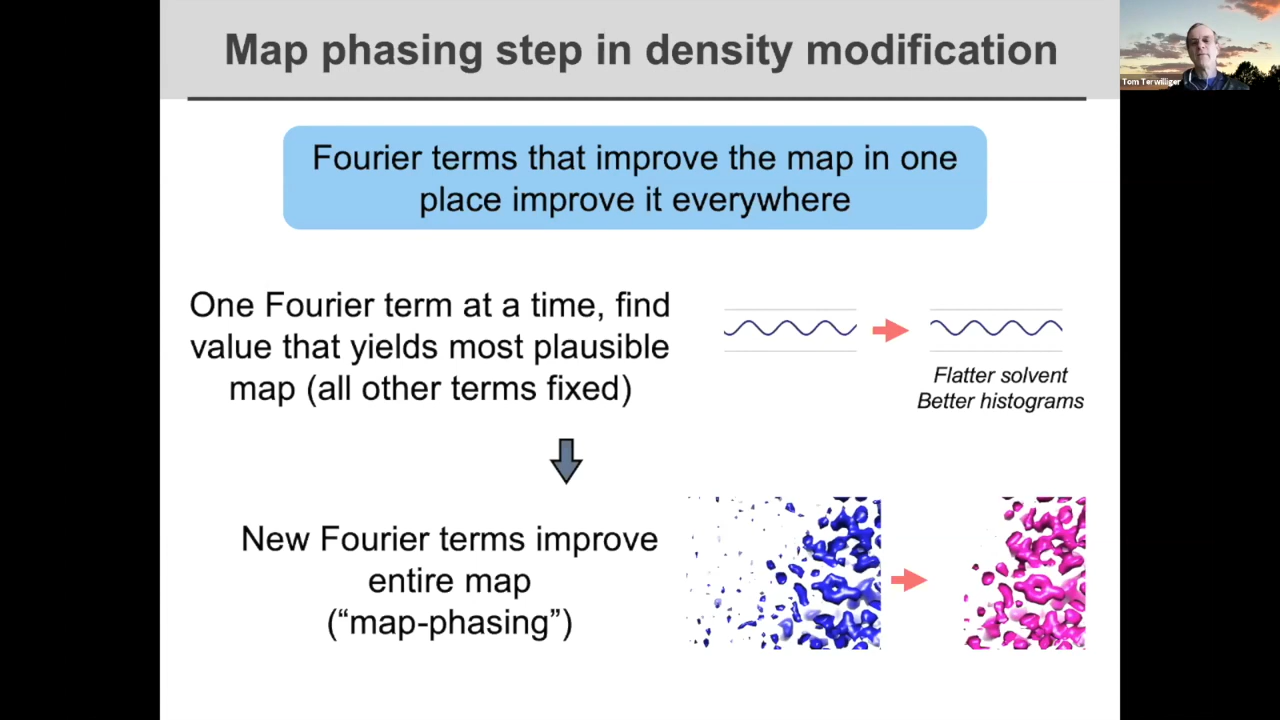 Map phasing step in density modification
Tom Terwilliger
Fourier terms that improve the map in one
place improve it everywhere
One Fourier term at a time, find
value that yields most plausible
map (all other terms fixed)
Flatter solvent
Better histograms
New Fourier terms improve
entire map
(“map-phasing”)